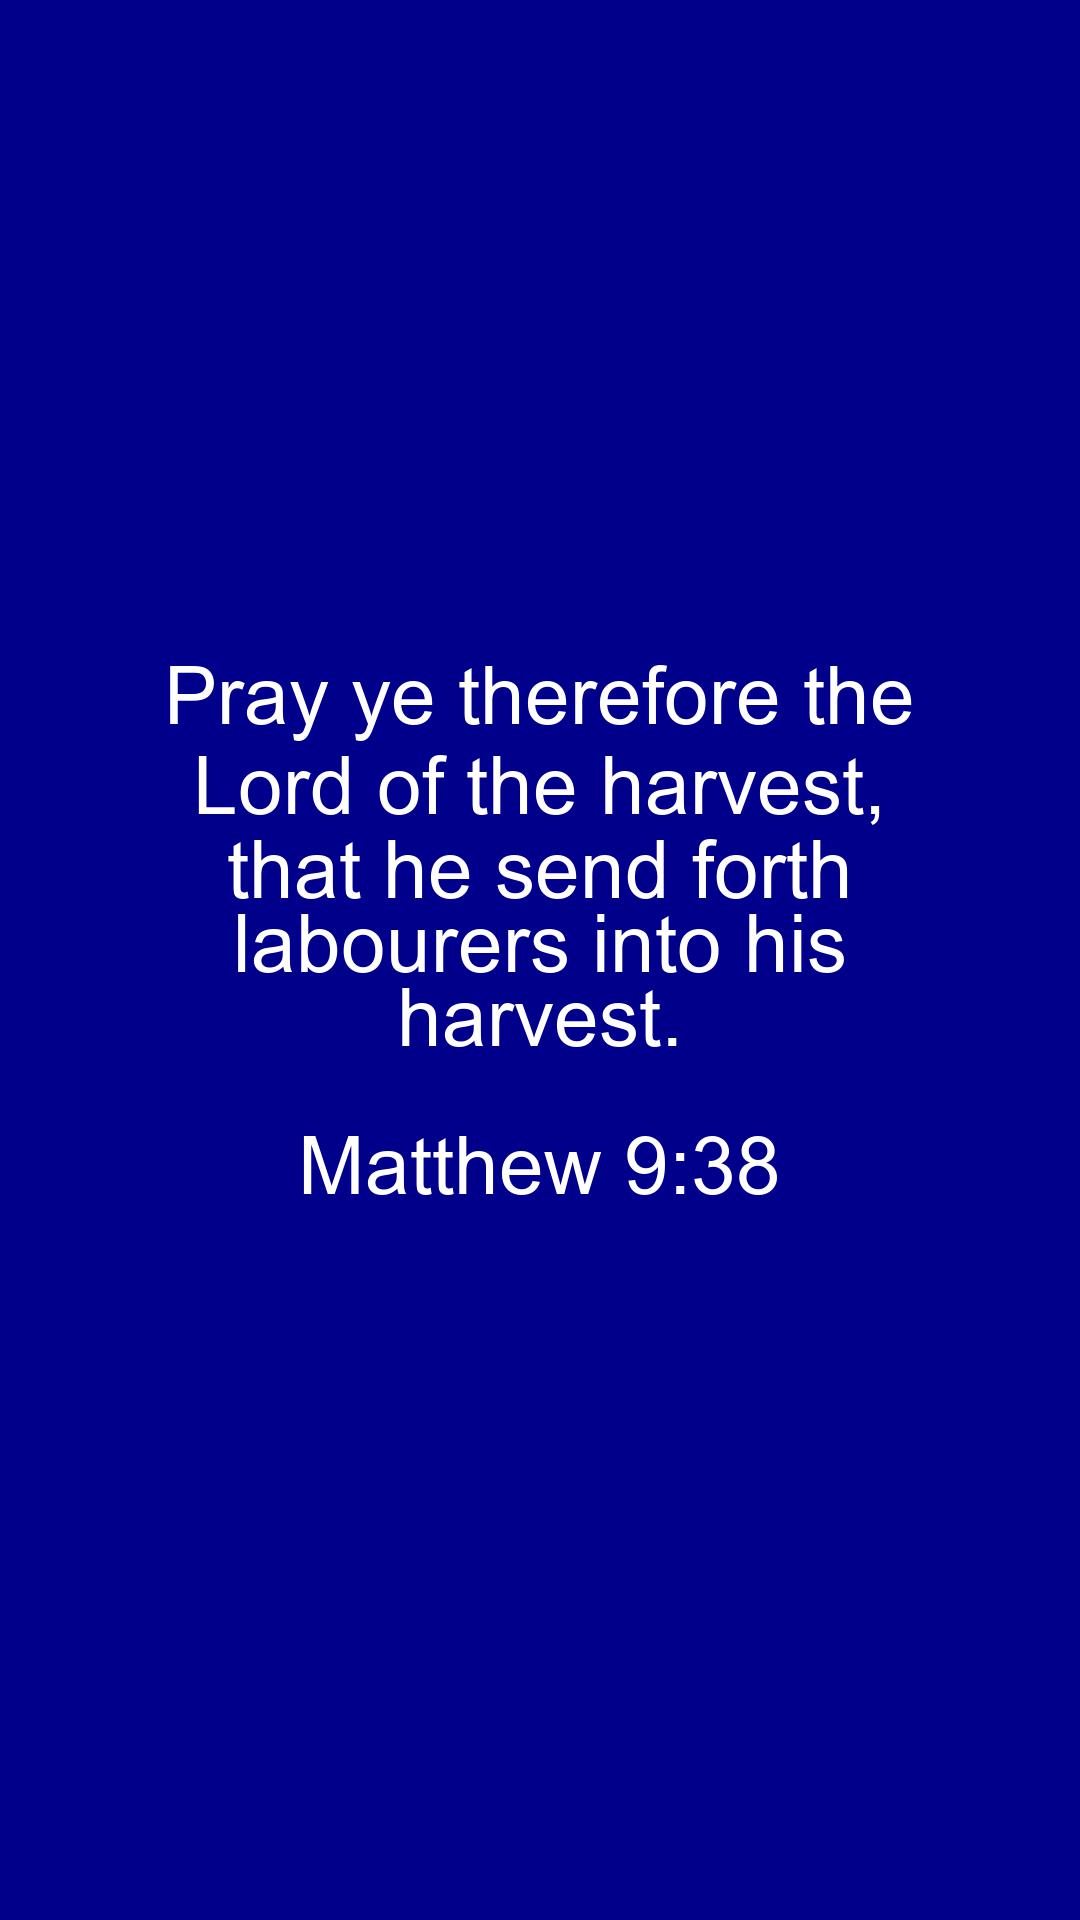 Pray ye therefore the
Lord of the harvest,
that he send forth
labourers into his
harvest.
Matthew 9:38